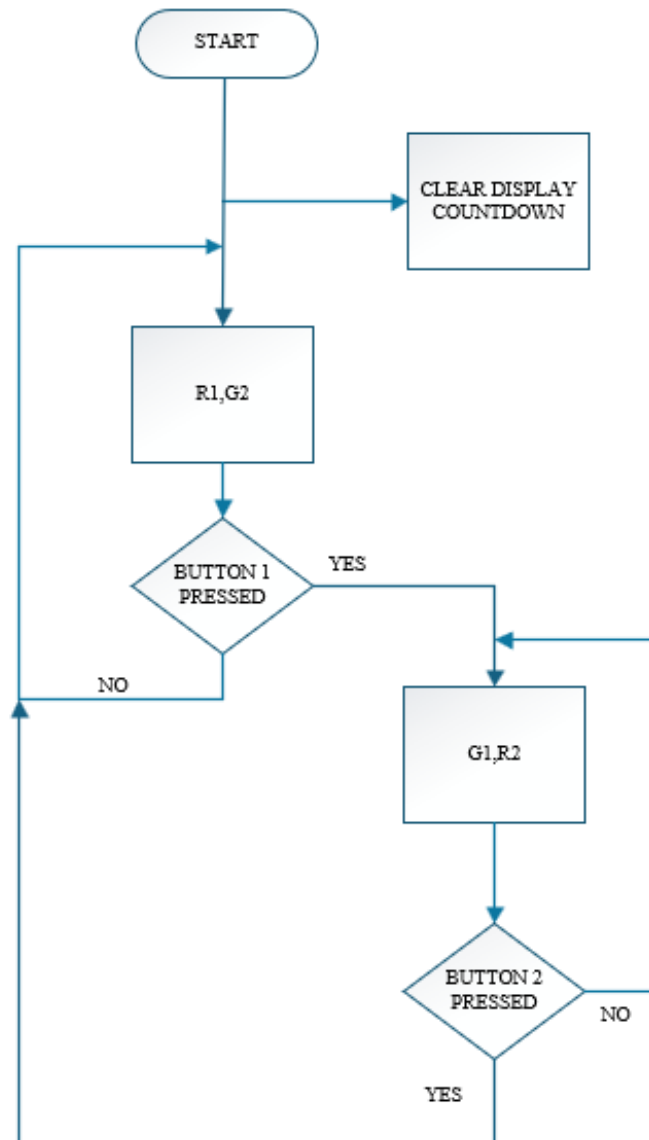 START
CLEAR DISPLAY
COUNTDOWN
R1,G2
BUTTON 1
PRESSED
YES
NO
G1,R2
BUTTON 2
PRESSED
NO
YES